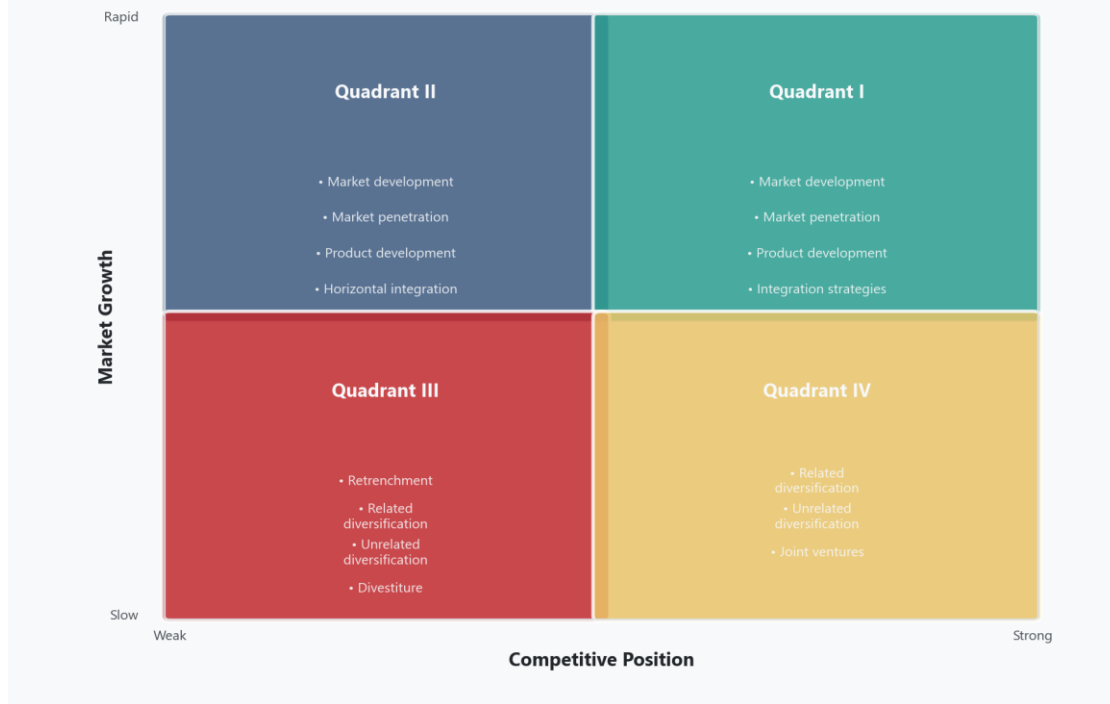 Rapid
Quadrant II
Quadrant I
• Market development
• Market penetration
• Product development
• Horizontal integration
• Market development
• Market penetration
• Product development
• Integration strategies
Market Growth
Quadrant III
Quadrant IV
• Retrenchment
• Related
diversification
• Unrelated
diversification
• Divestiture
• Related
diversification
• Unrelated
diversification
• Joint ventures
Slow
Weak
Strong
Competitive Position